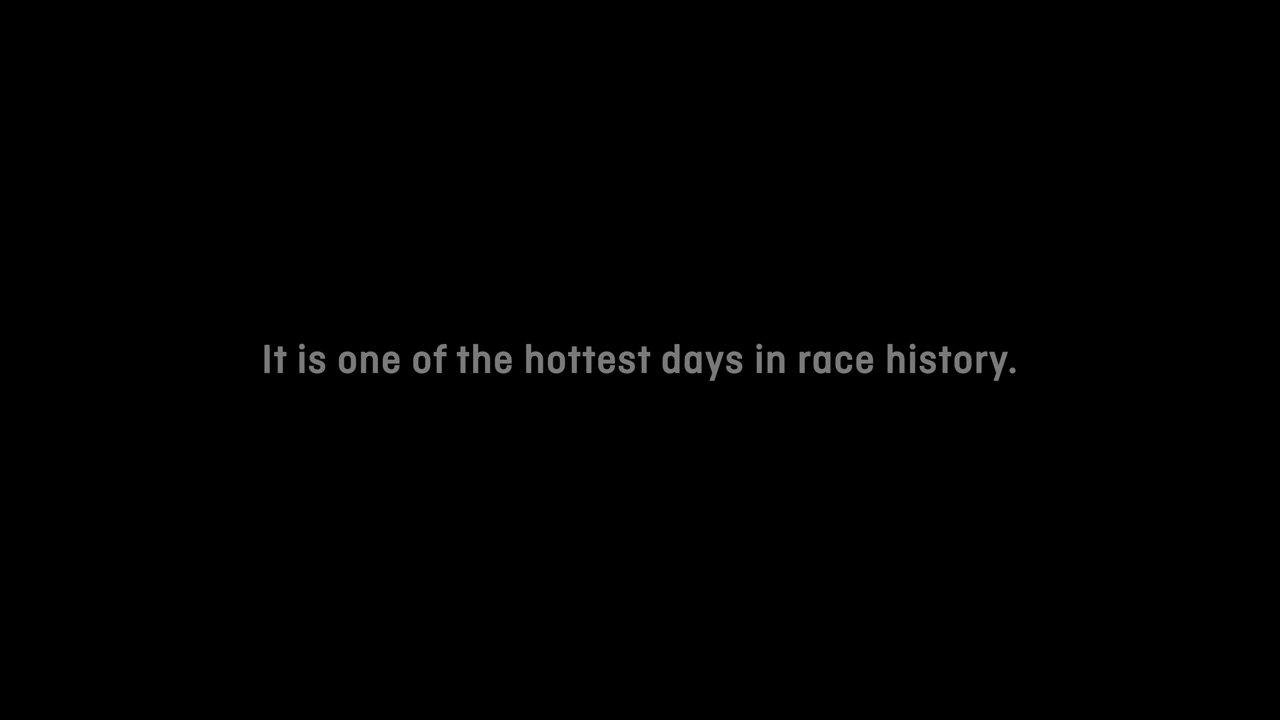 It is one of the hottest days in race history.